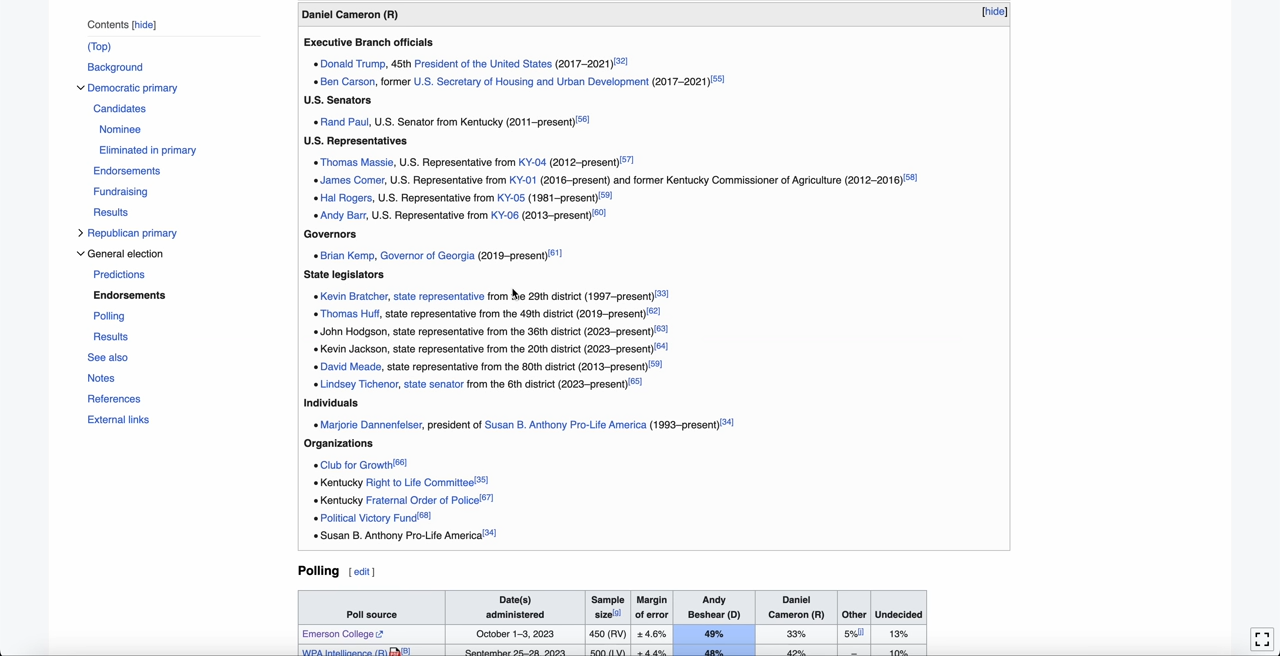 Contents [hide]
(Top)
Background
Democratic primary
Candidates
Nominee
Eliminated in primary
Endorsements
Fundraising
Results
Republican primary
General election
Predictions
Endorsements
Polling
Results
See also
Notes
References
External links
Daniel Cameron (R) [hide]
Executive Branch officials
• Donald Trump, 45th President of the United States (2017–2021)[32]
• Ben Carson, former U.S. Secretary of Housing and Urban Development (2017–2021)[55]
U.S. Senators
• Rand Paul, U.S. Senator from Kentucky (2011–present)[56]
U.S. Representatives
• Thomas Massie, U.S. Representative from KY-04 (2012–present)[57]
• James Comer, U.S. Representative from KY-01 (2016–present) and former Kentucky Commissioner of Agriculture (2012–2016)[58]
• Hal Rogers, U.S. Representative from KY-05 (1981–present)[59]
• Andy Barr, U.S. Representative from KY-06 (2013–present)[60]
Governors
• Brian Kemp, Governor of Georgia (2019–present)[61]
State legislators
• Kevin Bratcher, state representative from the 29th district (1997–present)[33]
• Thomas Huff, state representative from the 49th district (2019–present)[62]
• John Hodgson, state representative from the 36th district (2023–present)[63]
• Kevin Jackson, state representative from the 20th district (2023–present)[64]
• David Meade, state representative from the 80th district (2013–present)[59]
• Lindsey Tichenor, state senator from the 6th district (2023–present)[65]
Individuals
• Marjorie Dannenfelser, president of Susan B. Anthony Pro-Life America (1993–present)[34]
Organizations
• Club for Growth[66]
• Kentucky Right to Life Committee[35]
• Kentucky Fraternal Order of Police[67]
• Political Victory Fund[68]
• Susan B. Anthony Pro-Life America[34]
Polling [ edit ]
Poll source Date(s) administered Sample size[g] Margin of error Andy Beshear (D) Daniel Cameron (R) Other Undecided
Emerson College October 1–3, 2023 450 (RV) ± 4.6% 49% 33% 5%[i] 13%
WPA Intelligence (R) [B] September 25–28, 2023 500 (LV) ± 4.4% 48% 42% – 10%